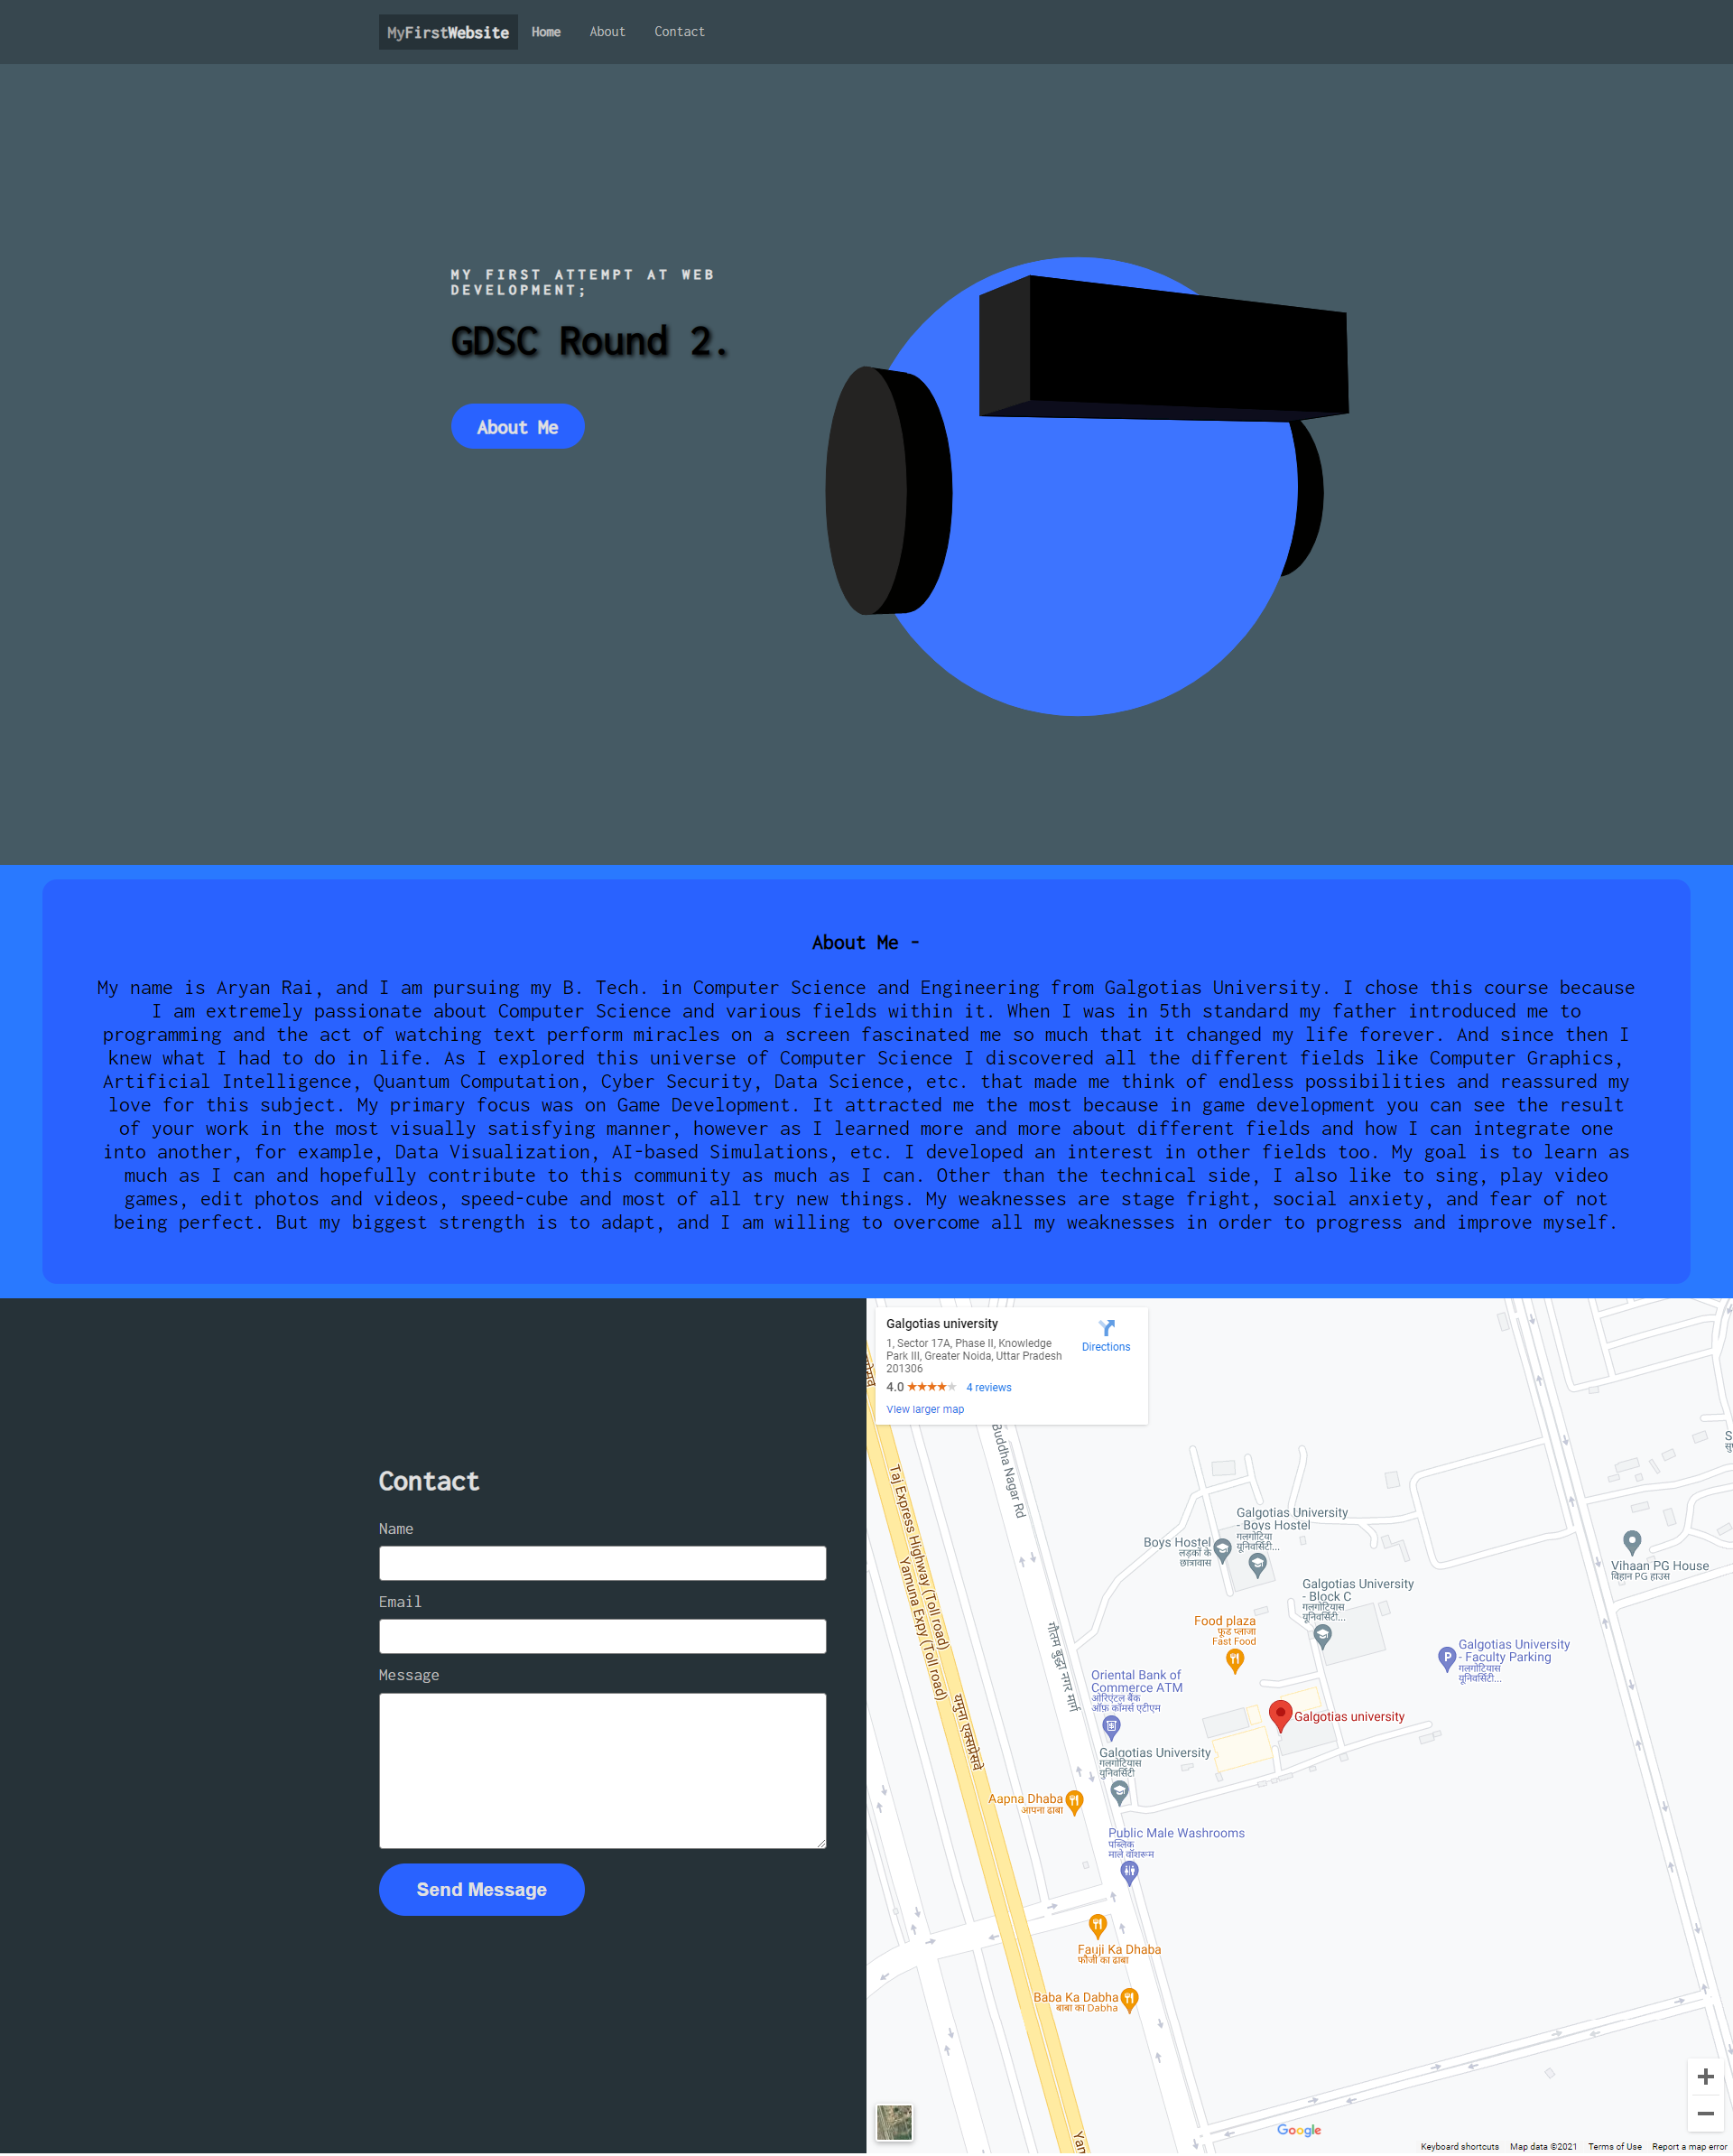 MyFirstWebsite Home About Contact
MY FIRST ATTEMPT AT WEB
DEVELOPMENT;
GDSC Round 2.
About Me
About Me -
My name is Aryan Rai, and I am pursuing my B. Tech. in Computer Science and Engineering from Galgotias University. I chose this course because
I am extremely passionate about Computer Science and various fields within it. When I was in 5th standard my father introduced me to
programming and the act of watching text perform miracles on a screen fascinated me so much that it changed my life forever. And since then I
knew what I had to do in life. As I explored this universe of Computer Science I discovered all the different fields like Computer Graphics,
Artificial Intelligence, Quantum Computation, Cyber Security, Data Science, etc. that made me think of endless possibilities and reassured my
love for this subject. My primary focus was on Game Development. It attracted me the most because in game development you can see the result
of your work in the most visually satisfying manner, however as I learned more and more about different fields and how I can integrate one
into another, for example, Data Visualization, AI-based Simulations, etc. I developed an interest in other fields too. My goal is to learn as
much as I can and hopefully contribute to this community as much as I can. Other than the technical side, I also like to sing, play video
games, edit photos and videos, speed-cube and most of all try new things. My weaknesses are stage fright, social anxiety, and fear of not
being perfect. But my biggest strength is to adapt, and I am willing to overcome all my weaknesses in order to progress and improve myself.
Contact
Name
Email
Message
Send Message
Galgotias university
1, Sector 17A, Phase II, Knowledge
Park III, Greater Noida, Uttar Pradesh
201306
4.0 ★★★★★ 4 reviews
View larger map
Directions
Buddha Nagar Rd
Taj Express Highway (Toll road)
Yamuna Expy (Toll road)
यमुना एक्सप्रेसवे
गौतम बुद्धा नगर मार्ग
Galgotias University
- Boys Hostel
गलगोटिया
यूनिवर्सिटी...
Boys Hostel
लड़कों के
छात्रावास
Vihaan PG House
विहान PG हाउस
Galgotias University
- Block C
गलगोटियास
यूनिवर्सिटी...
Food plaza
फूड प्लाजा
Fast Food
Galgotias University
- Faculty Parking
गलगोटियास
यूनिवर्सिटी...
Oriental Bank of
Commerce ATM
ओरिएंटल बैंक
ऑफ़ कॉमर्स एटीएम
Galgotias university
Galgotias University
गलगोटियास
युनिवर्सिटी
Aapna Dhaba
आपना ढाबा
Public Male Washrooms
पब्लिक
माले वॉशरूम
Fauji Ka Dhaba
फौजी का ढाबा
Baba Ka Dabha
बाबा का Dabha
Google
Keyboard shortcuts Map data ©2021 Terms of Use Report a map error